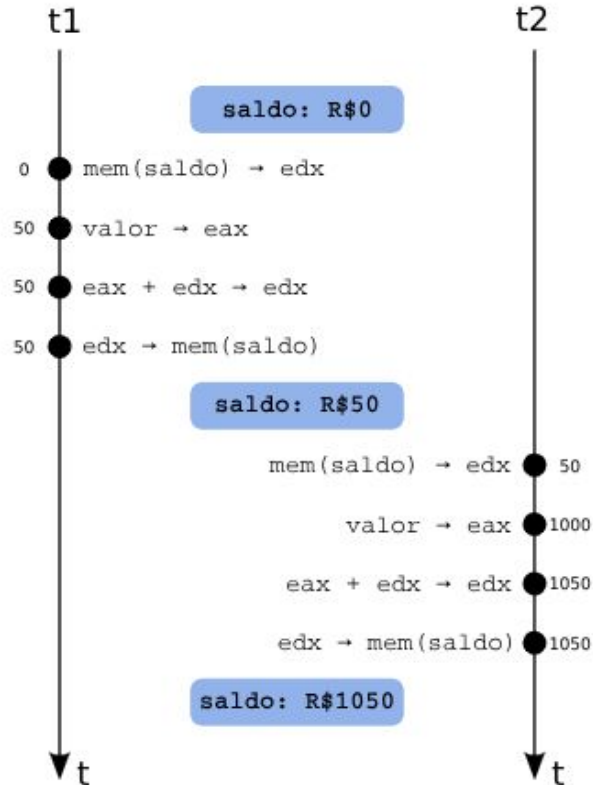 t1
t2
saldo: R$0
0 mem(saldo) → edx
50 valor → eax
50 eax + edx → edx
50 edx → mem(saldo)
saldo: R$50
mem(saldo) → edx 50
valor → eax 1000
eax + edx → edx 1050
edx → mem(saldo) 1050
saldo: R$1050
t
t